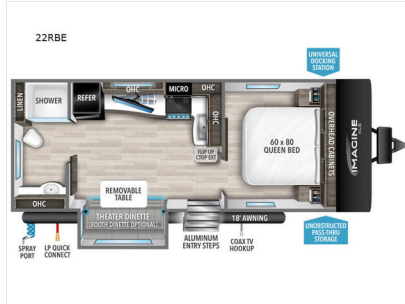 22RBE
UNIVERSAL
DOCKING
STATION
LINEN
SHOWER
REFER
OHC
MICRO
OHC
OHC
FLIP UP
CTOP EXT
60 x 80
QUEEN BED
OVERHEAD CABINETS
IMAGINE
XLS
REMOVABLE
TABLE
OHC
THEATER DINETTE
(BOOTH DINETTE OPTIONAL)
18' AWNING
SPRAY
PORT
LP QUICK
CONNECT
ALUMINUM
ENTRY STEPS
COAX TV
HOOKUP
UNOBSTRUCTED
PASS-THRU
STORAGE